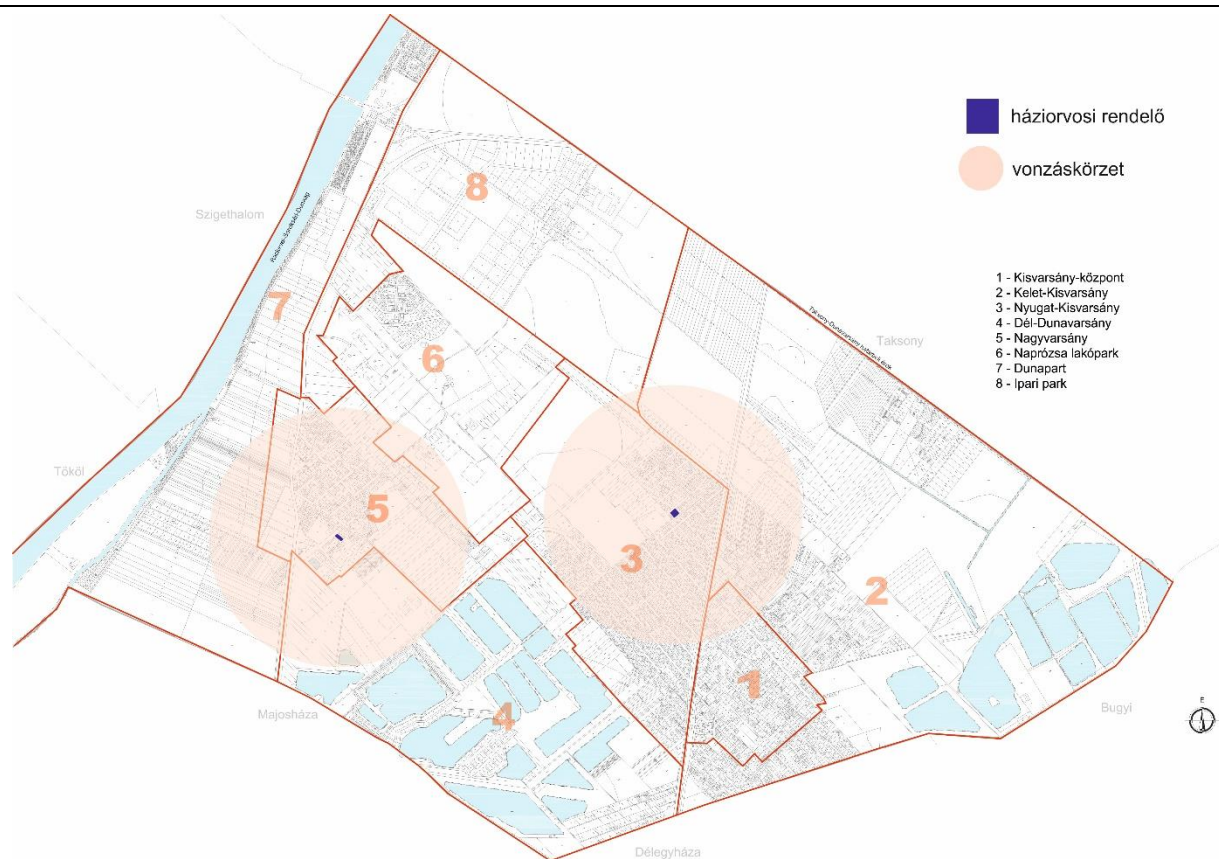 háziorvosi rendelő
vonzáskörzet
1 - Kisvarsány-központ
2 - Kelet-Kisvarsány
3 - Nyugat-Kisvarsány
4 - Dél-Dunavarsány
5 - Nagyvarsány
6 - Naprózsa lakópark
7 - Dunapart
8 - Ipari park
8
Szigethalom
7
Taksony
6
Tököl
5
3
2
1
4
Majosháza
Bugyi
É
Délegyháza